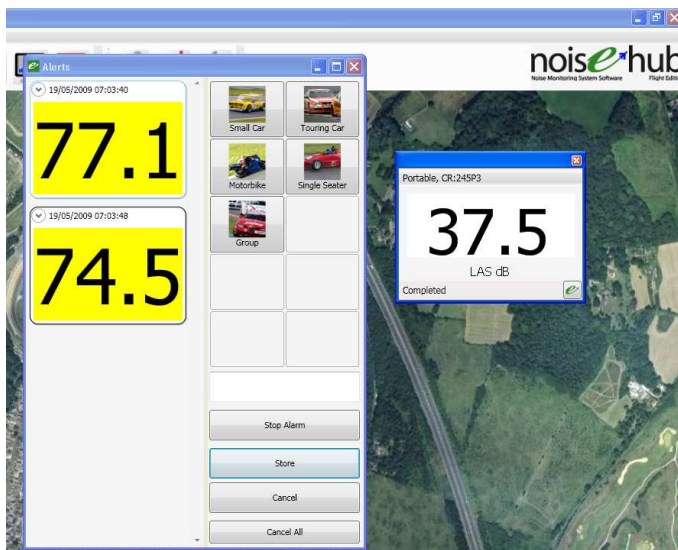 noisehub
Noise Monitoring System Software
Flight Editi
Alerts
19/05/2009 07:03:40
77.1
19/05/2009 07:03:48
74.5
Small Car
Touring Car
Motorbike
Single Seater
Group
Stop Alarm
Store
Cancel
Cancel All
Portable, CR:245P3
37.5
LAS dB
Completed